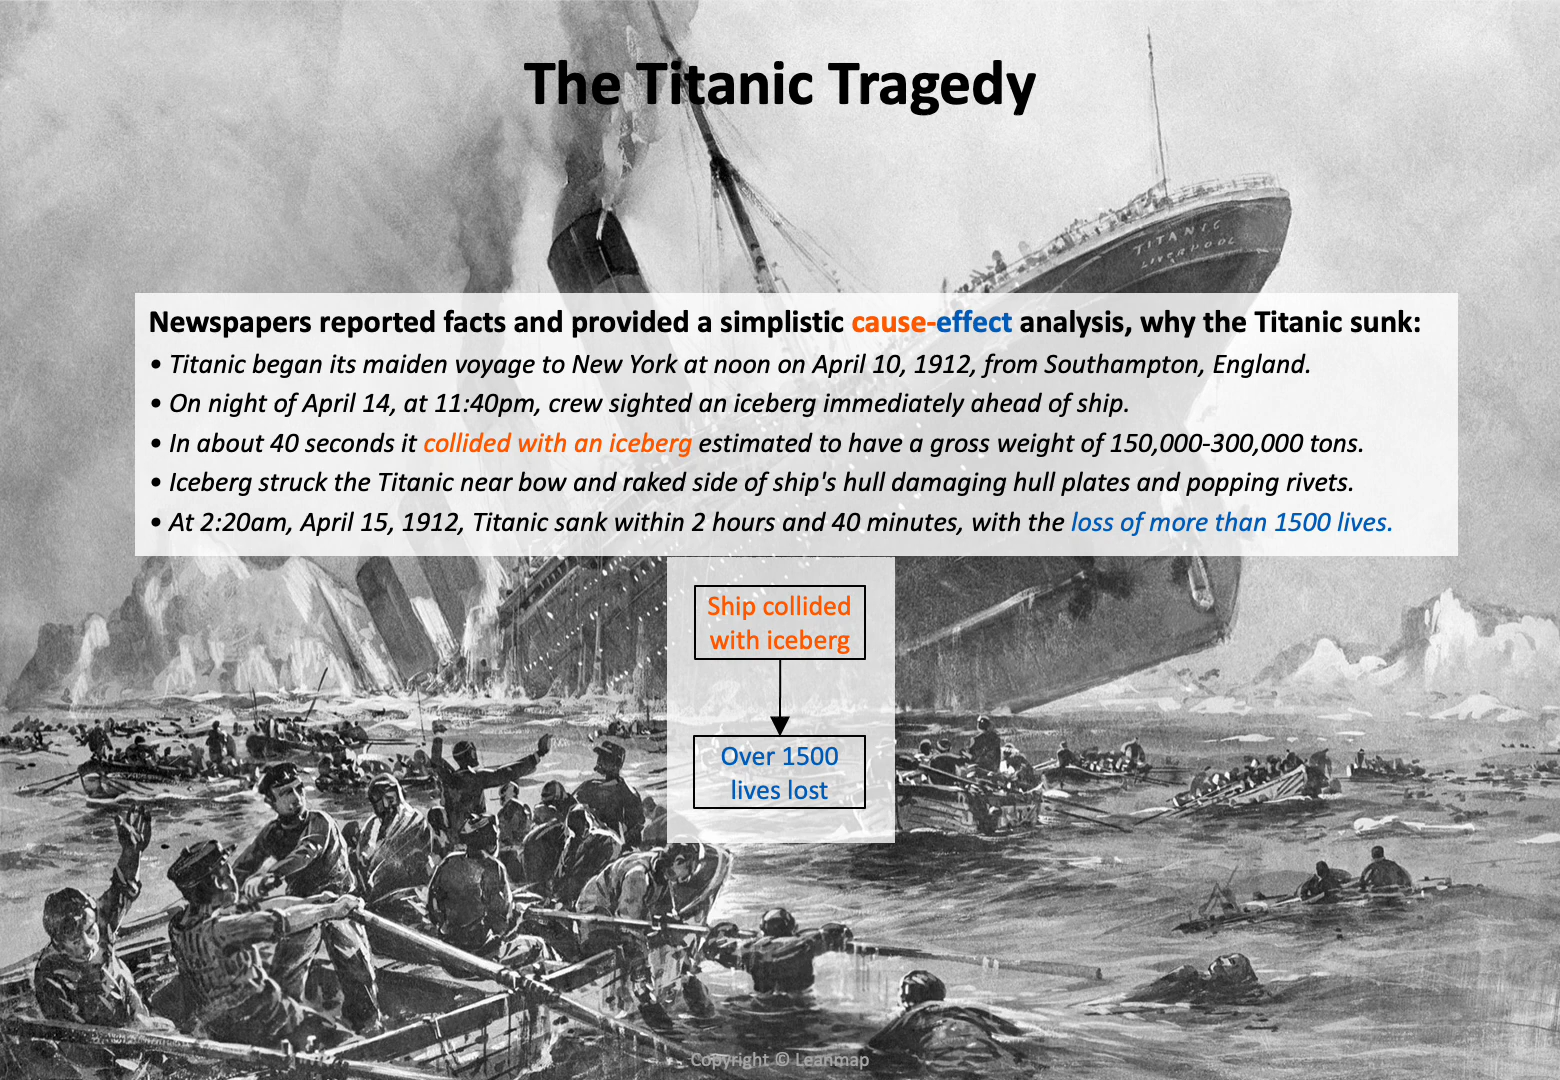 The Titanic Tragedy
TITANIC
LIVERPOOL
Newspapers reported facts and provided a simplistic cause-effect analysis, why the Titanic sunk:
• Titanic began its maiden voyage to New York at noon on April 10, 1912, from Southampton, England.
• On night of April 14, at 11:40pm, crew sighted an iceberg immediately ahead of ship.
• In about 40 seconds it collided with an iceberg estimated to have a gross weight of 150,000-300,000 tons.
• Iceberg struck the Titanic near bow and raked side of ship's hull damaging hull plates and popping rivets.
• At 2:20am, April 15, 1912, Titanic sank within 2 hours and 40 minutes, with the loss of more than 1500 lives.
Ship collided
with iceberg
Over 1500
lives lost
Copyright © Leanmap